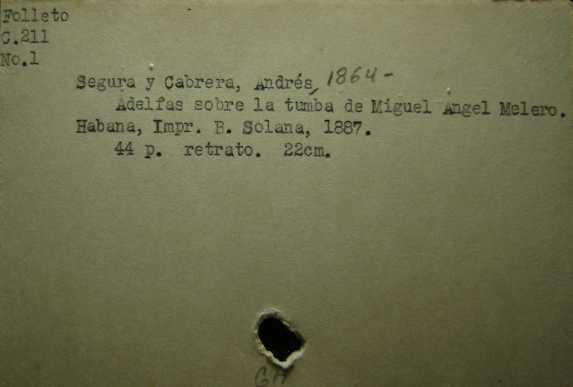 Folleto
C.211
No.1
Segura y Cabrera, Andrés, 1864-
Adelfas sobre la tumba de Miguel Angel Melero.
Habana, Impr. B. Solana, 1887.
44 p. retrato. 22cm.